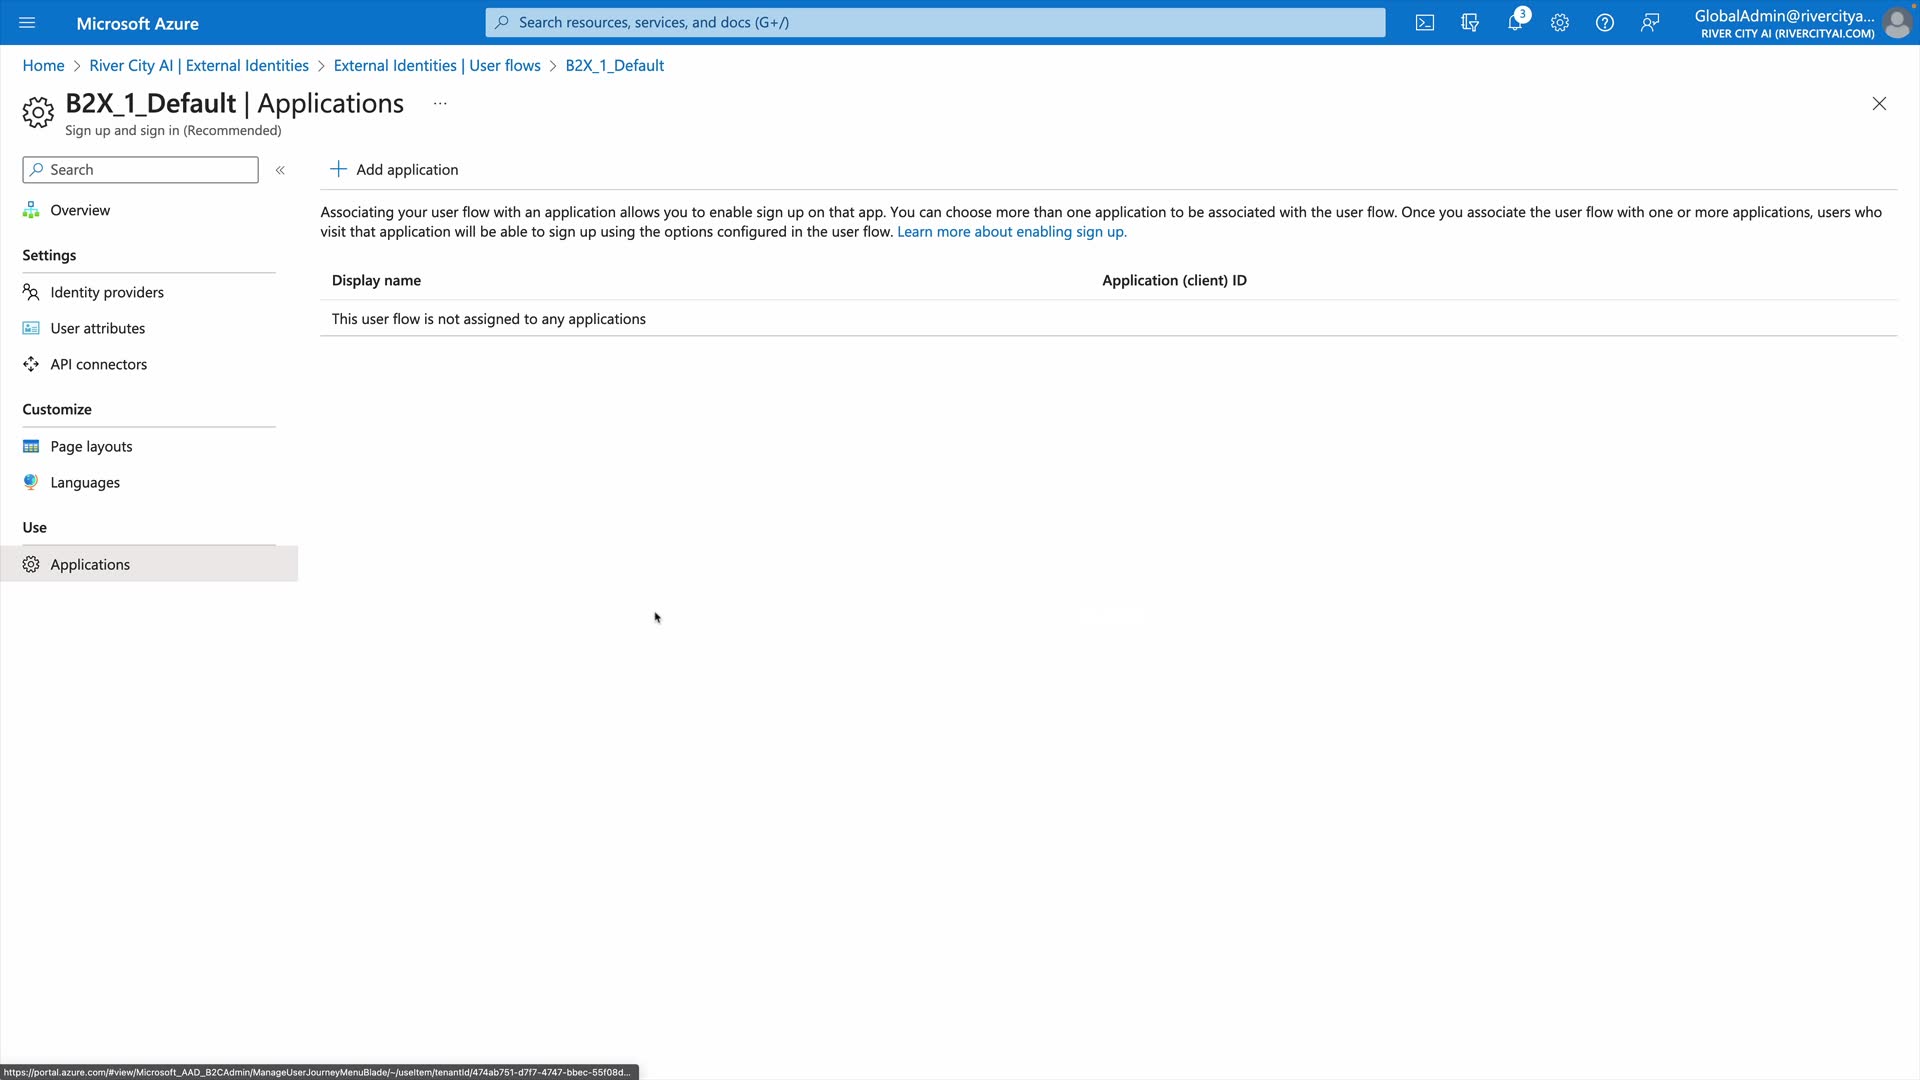 Microsoft Azure
Search resources, services, and docs (G+/)
3
GlobalAdmin@rivercitya...
RIVER CITY AI (RIVERCITYAI.COM)
Home > River City AI | External Identities > External Identities | User flows > B2X_1_Default
B2X_1_Default | Applications ...
Sign up and sign in (Recommended)
Search
«
Add application
Overview
Associating your user flow with an application allows you to enable sign up on that app. You can choose more than one application to be associated with the user flow. Once you associate the user flow with one or more applications, users who
visit that application will be able to sign up using the options configured in the user flow. Learn more about enabling sign up.
Settings
Display name
Application (client) ID
Identity providers
This user flow is not assigned to any applications
User attributes
API connectors
Customize
Page layouts
Languages
Use
Applications
https://portal.azure.com/#view/Microsoft_AAD_B2CAdmin/ManageUserJourneyMenuBlade/~/useItem/tenantId/474ab751-d7f7-4747-bbec-55f08d...